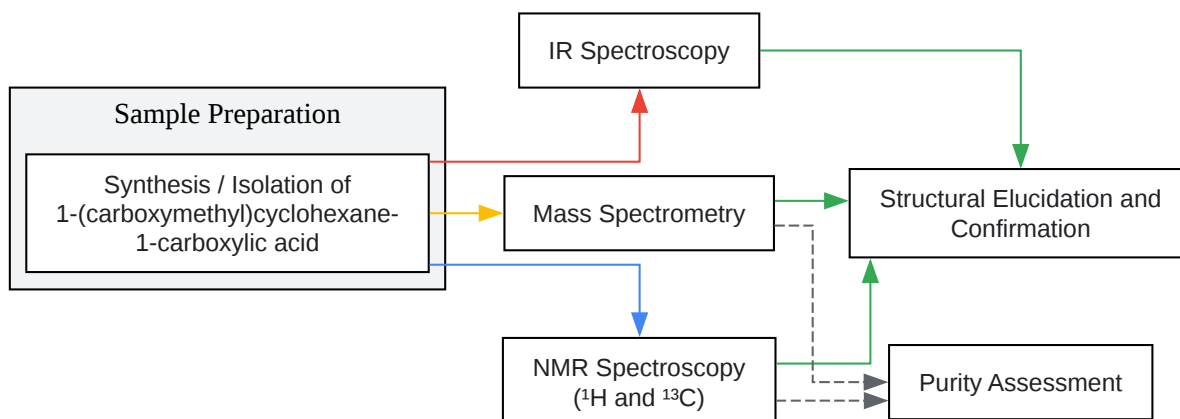 IR Spectroscopy
Sample Preparation
Synthesis / Isolation of
1-(carboxymethyl)cyclohexane-
1-carboxylic acid
Mass Spectrometry
Structural Elucidation and
Confirmation
NMR Spectroscopy
(¹H and ¹³C)
Purity Assessment